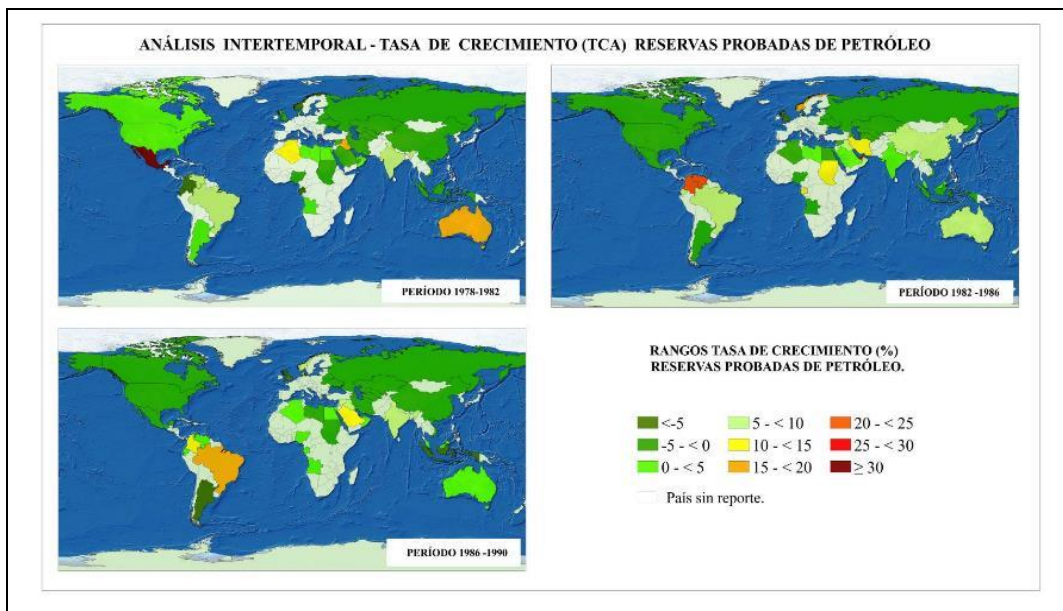 ANÁLISIS INTERTEMPORAL - TASA DE CRECIMIENTO (TCA) RESERVAS PROBADAS DE PETRÓLEO
PERÍODO 1978-1982
PERÍODO 1982 -1986
PERÍODO 1986 -1990
RANGOS TASA DE CRECIMIENTO (%)
RESERVAS PROBADAS DE PETRÓLEO.
<-5
5 - < 10
20 - < 25
-5 - < 0
10 - < 15
25 - < 30
0 - < 5
15 - < 20
≥ 30
País sin reporte.